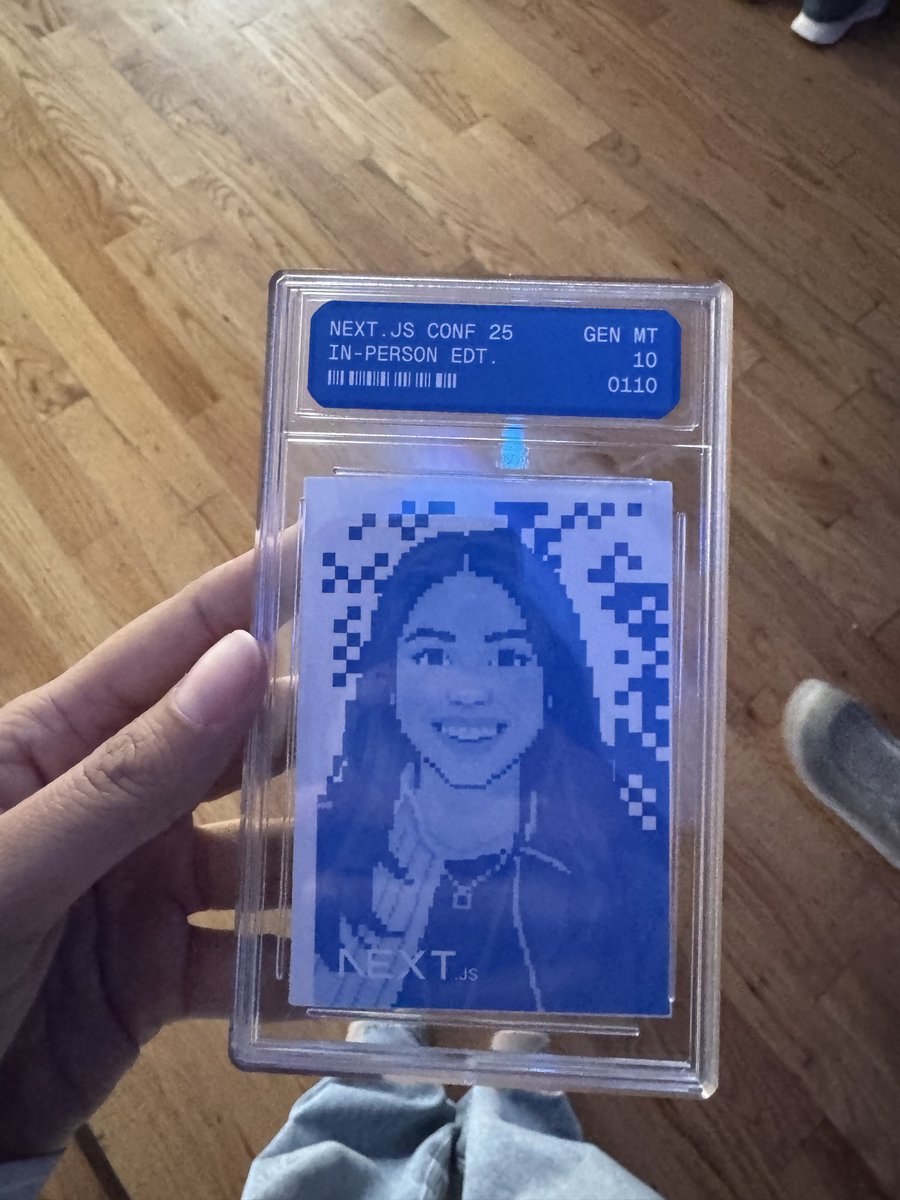 NEXT.JS CONF 25
IN-PERSON EDT.
GEN MT
10
0110
NEXT.JS